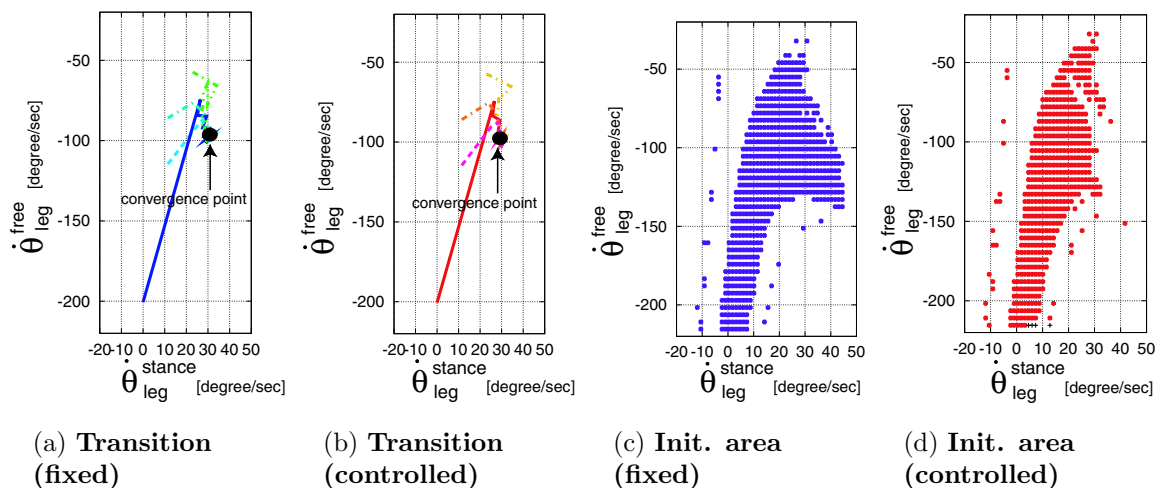 -50
-100
-150
-200
-20 -10 0 10 20 30 40 50
convergence point
θ̇ leg free [degree/sec]
θ̇ leg stance [degree/sec]
-50
-100
-150
-200
-20 -10 0 10 20 30 40 50
convergence point
θ̇ leg free [degree/sec]
θ̇ leg stance [degree/sec]
-50
-100
-150
-200
-20 -10 0 10 20 30 40 50
θ̇ leg free [degree/sec]
θ̇ leg stance [degree/sec]
-50
-100
-150
-200
-20 -10 0 10 20 30 40 50
θ̇ leg free [degree/sec]
θ̇ leg stance [degree/sec]
(a) Transition
(fixed)
(b) Transition
(controlled)
(c) Init. area
(fixed)
(d) Init. area
(controlled)